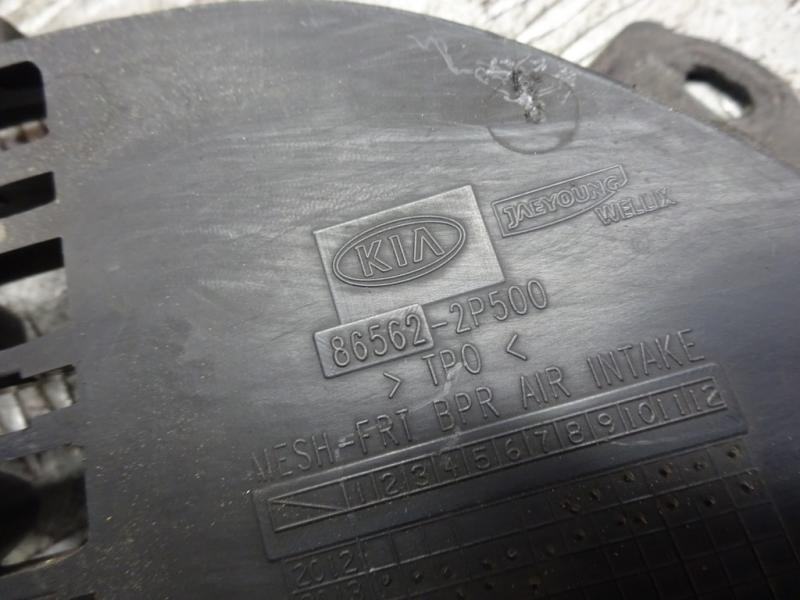 KIA
JAEYOUNG
WELLIX
86562-2P500
> TPO <
MESH-FRT BPR AIR INTAKE
1 2 3 4 5 6 7 8 9 10 11 12
2012
2013